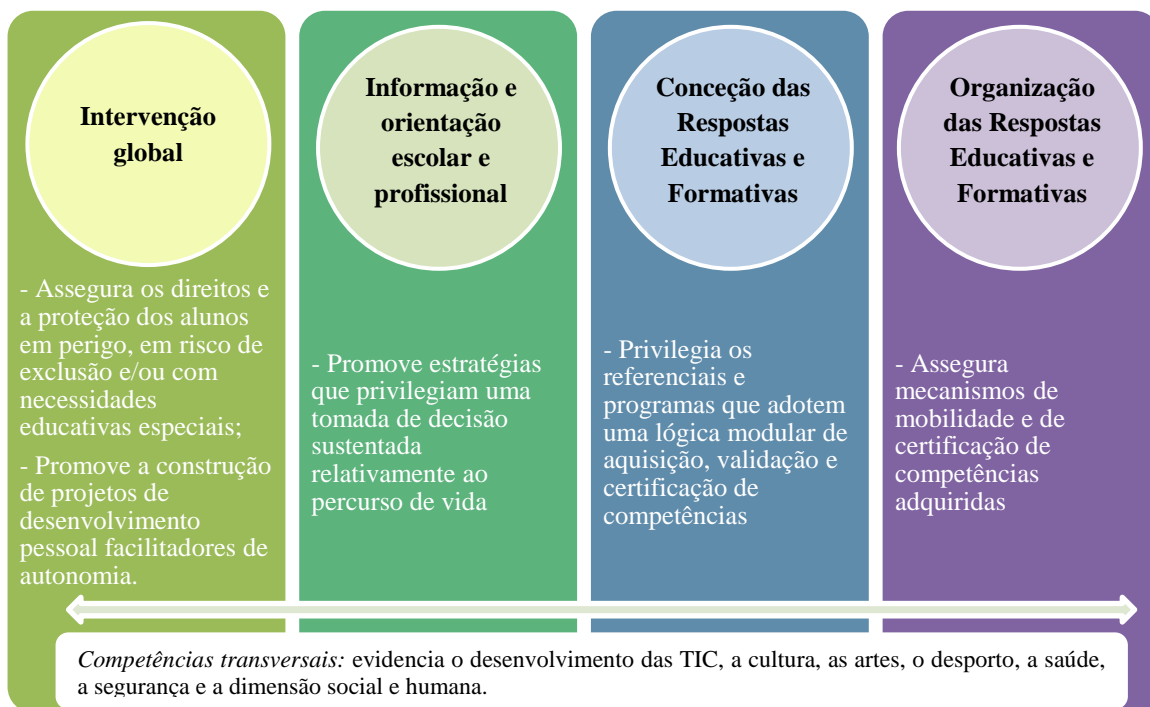 Intervenção
global
- Assegura os direitos e
a proteção dos alunos
em perigo, em risco de
exclusão e/ou com
necessidades
educativas especiais;
- Promove a construção
de projetos de
desenvolvimento
pessoal facilitadores de
autonomia.
Informação e
orientação
escolar e
profissional
- Promove estratégias
que privilegiam uma
tomada de decisão
sustentada
relativamente ao
percurso de vida
Conceção das
Respostas
Educativas e
Formativas
- Privilegia os
referenciais e
programas que adotem
uma lógica modular de
aquisição, validação e
certificação de
competências
Organização
das Respostas
Educativas e
Formativas
- Assegura
mecanismos de
mobilidade e de
certificação de
competências
adquiridas
Competências transversais: evidencia o desenvolvimento das TIC, a cultura, as artes, o desporto, a saúde,
a segurança e a dimensão social e humana.